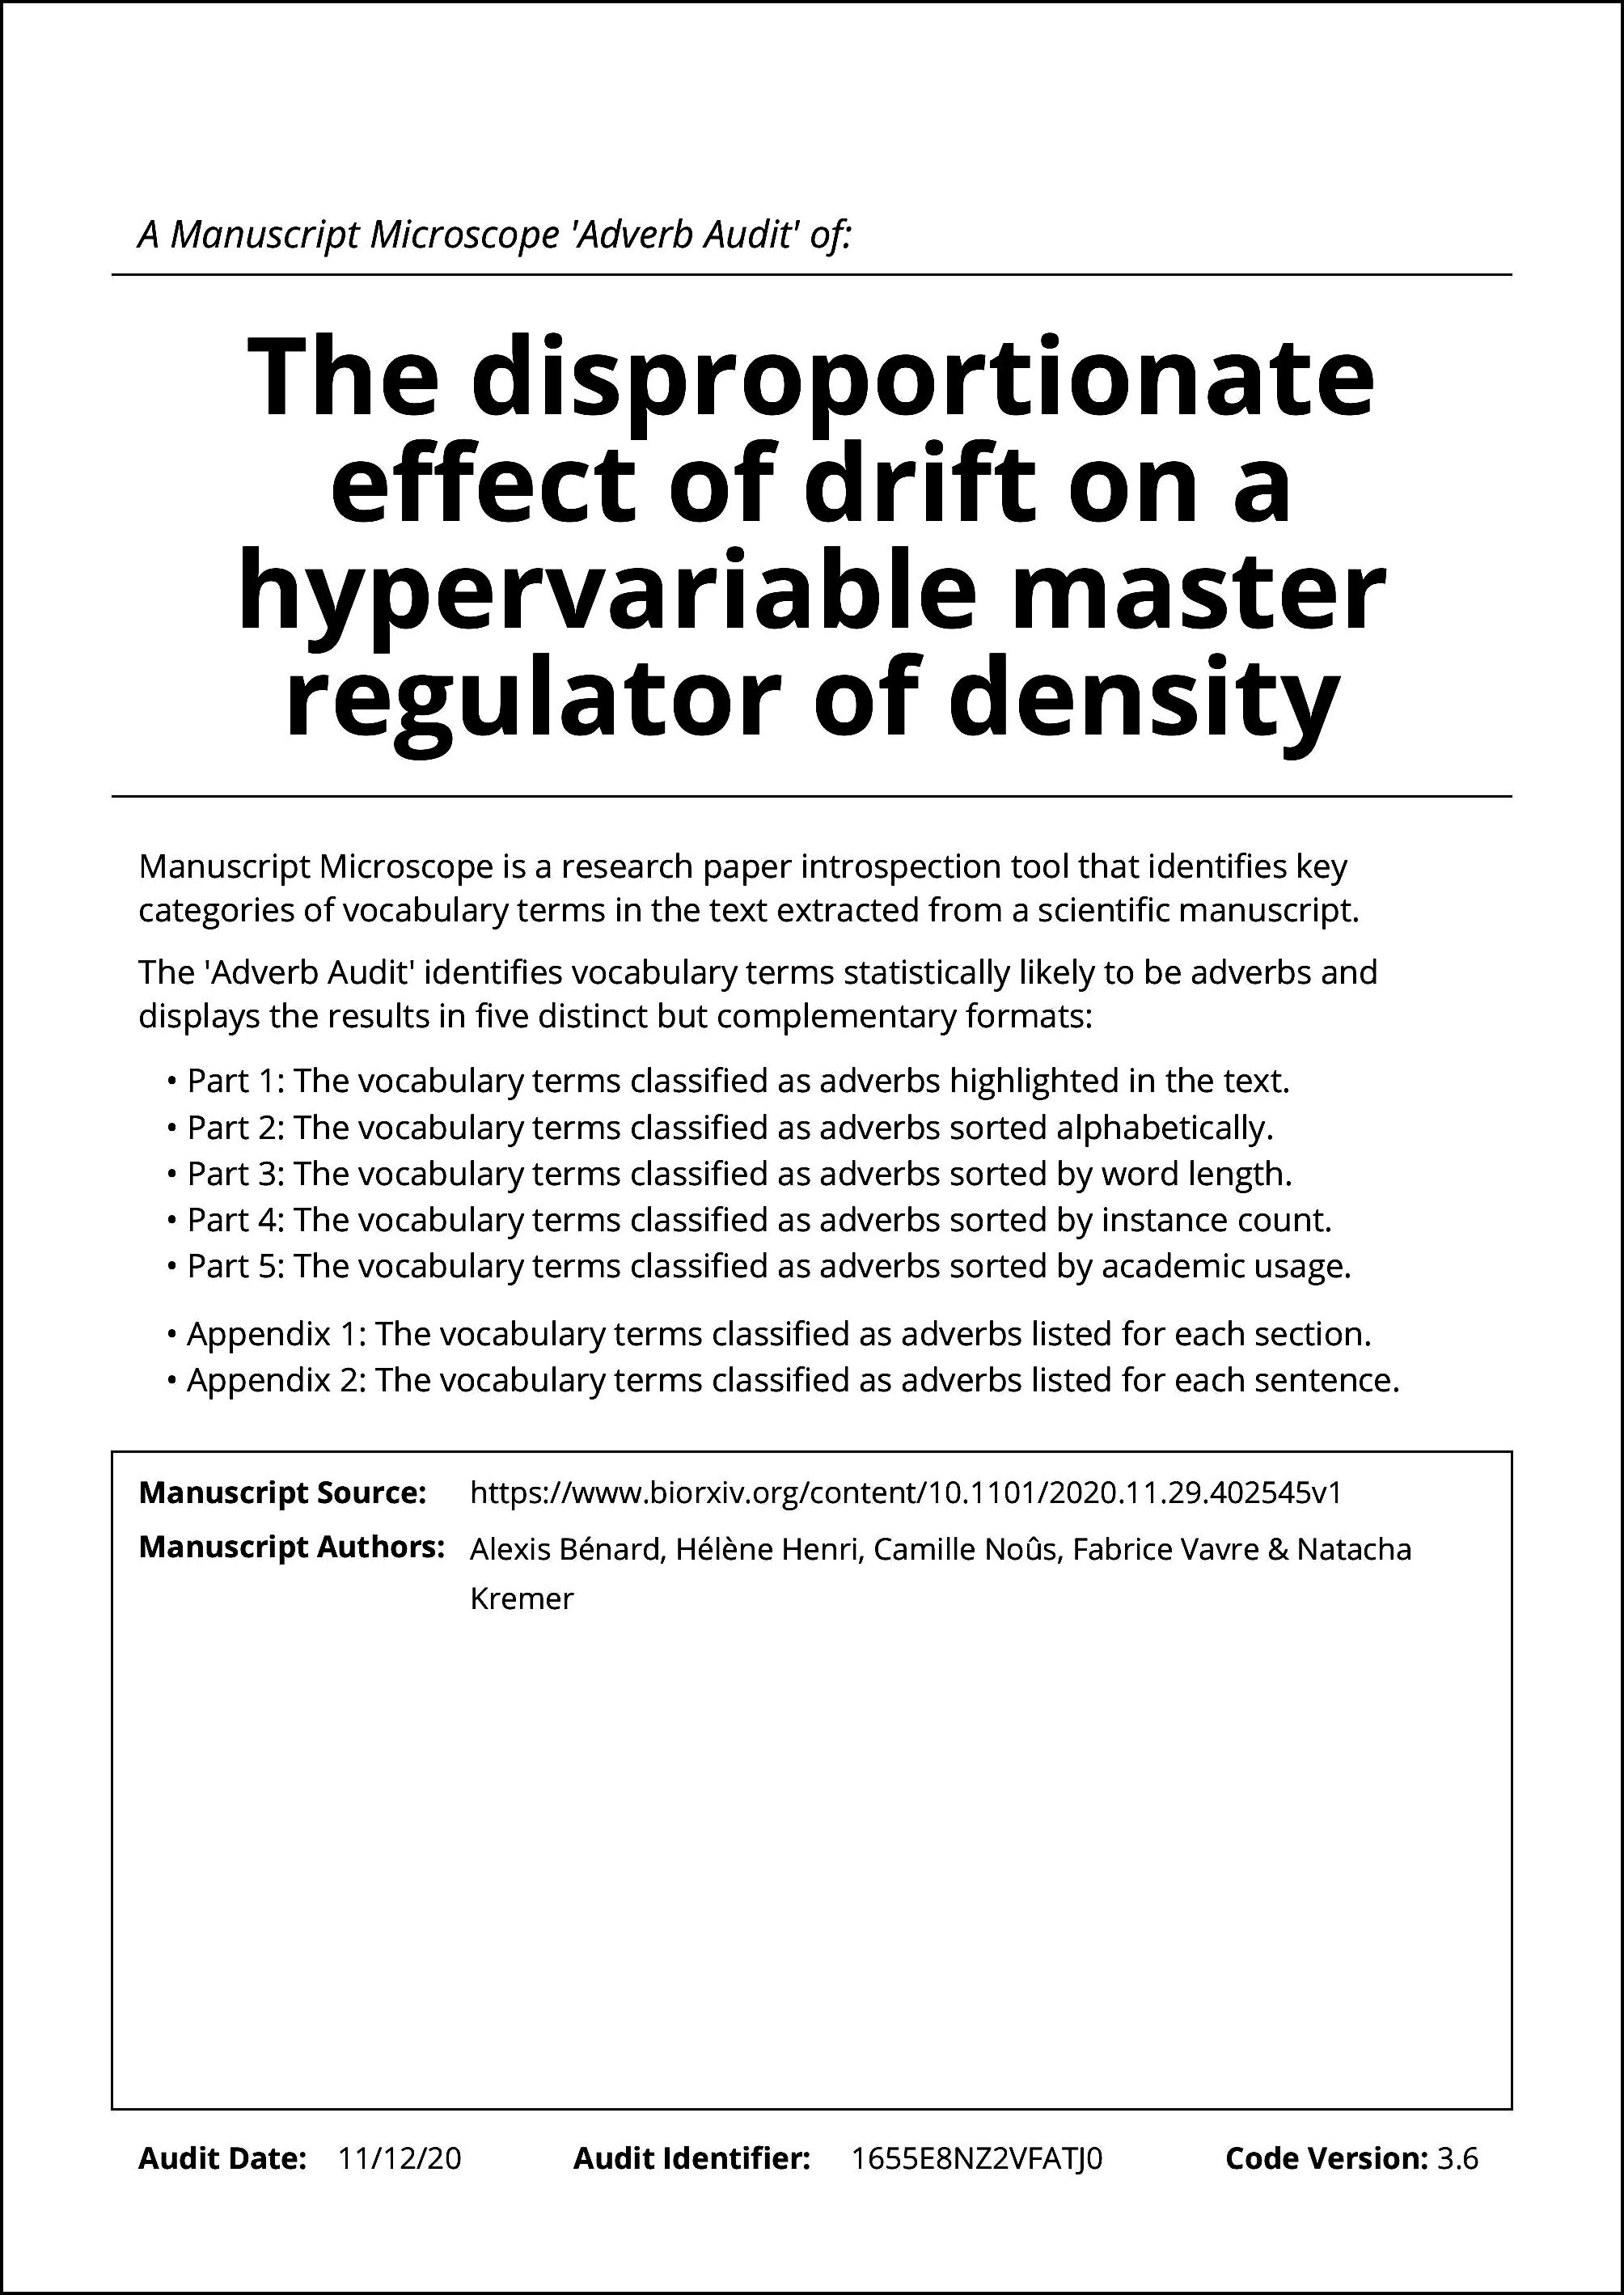 A Manuscript Microscope 'Adverb Audit' of:
The disproportionate
effect of drift on a
hypervariable master
regulator of density
Manuscript Microscope is a research paper introspection tool that identifies key
categories of vocabulary terms in the text extracted from a scientific manuscript.
The 'Adverb Audit' identifies vocabulary terms statistically likely to be adverbs and
displays the results in five distinct but complementary formats:
• Part 1: The vocabulary terms classified as adverbs highlighted in the text.
• Part 2: The vocabulary terms classified as adverbs sorted alphabetically.
• Part 3: The vocabulary terms classified as adverbs sorted by word length.
• Part 4: The vocabulary terms classified as adverbs sorted by instance count.
• Part 5: The vocabulary terms classified as adverbs sorted by academic usage.
• Appendix 1: The vocabulary terms classified as adverbs listed for each section.
• Appendix 2: The vocabulary terms classified as adverbs listed for each sentence.
Manuscript Source: https://www.biorxiv.org/content/10.1101/2020.11.29.402545v1
Manuscript Authors: Alexis Bénard, Hélène Henri, Camille Noûs, Fabrice Vavre & Natacha
Kremer
Audit Date: 11/12/20 Audit Identifier: 1655E8NZ2VFATJ0 Code Version: 3.6